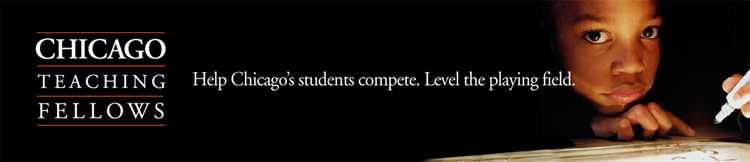 CHICAGO
TEACHING
FELLOWS
Help Chicago's students compete. Level the playing field.